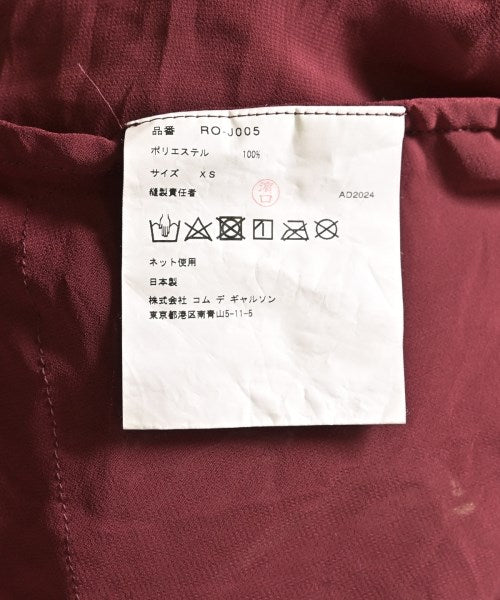 品番 RO-J005
ポリエステル 100%
サイズ XS
縫製責任者 濱口 AD2024
ネット使用
日本製
株式会社 コム デ ギャルソン
東京都港区南青山5-11-5